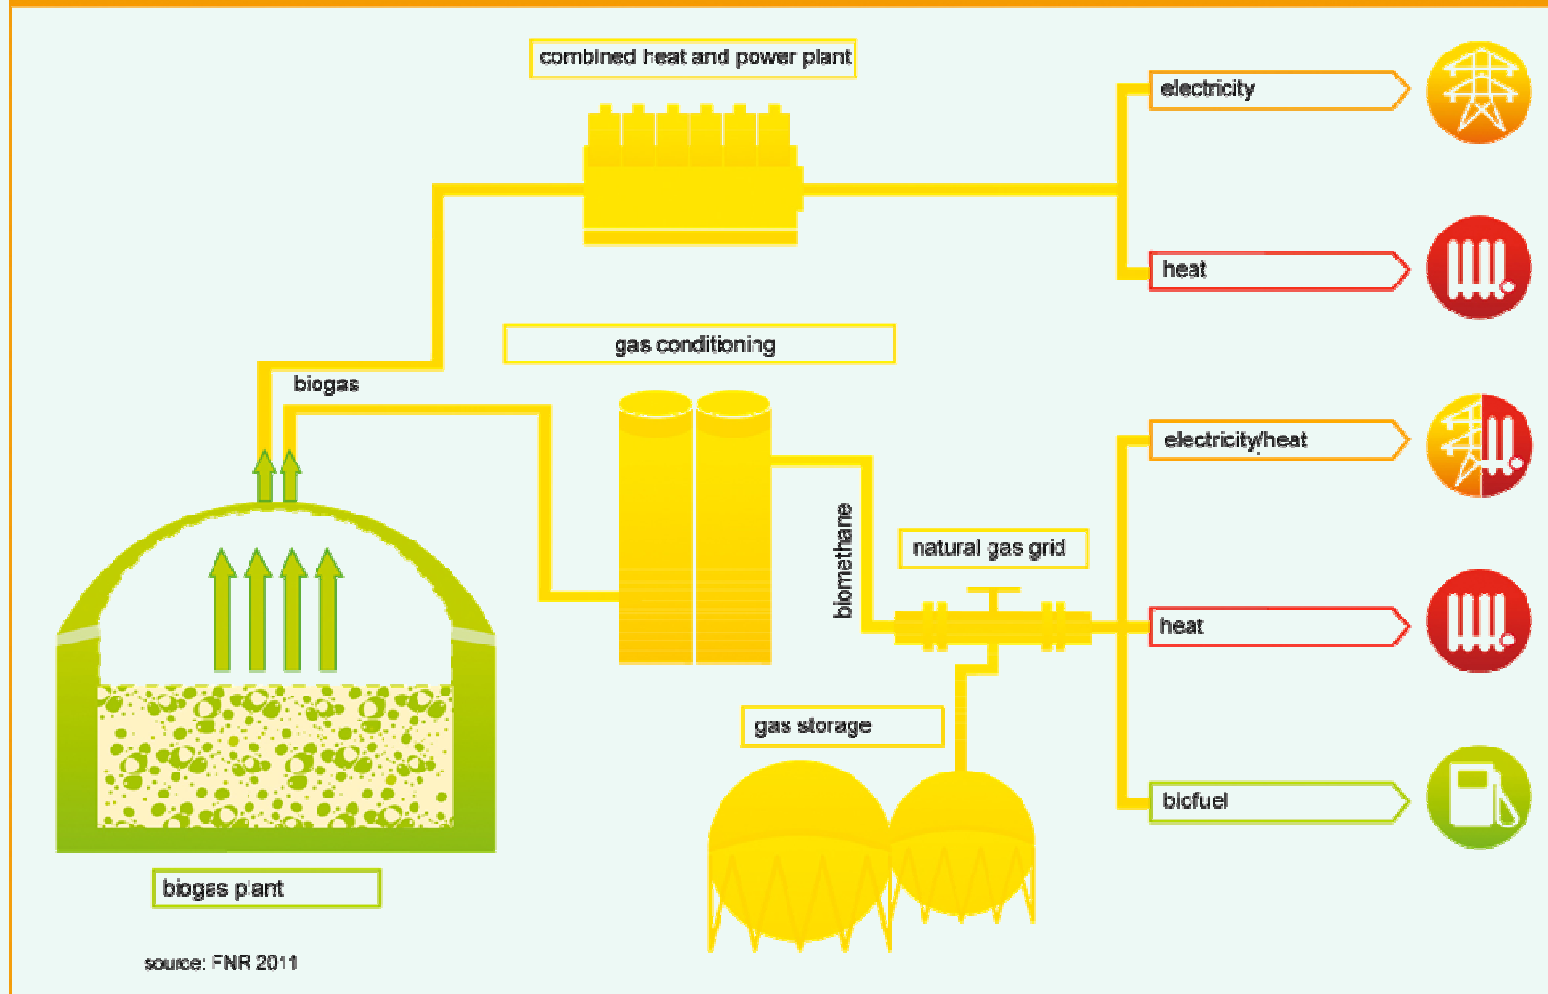 combined heat and power plant
electricity
heat
gas conditioning
biogas
electricity/heat
biomethane
natural gas grid
heat
gas storage
biofuel
biogas plant
source: FNR 2011